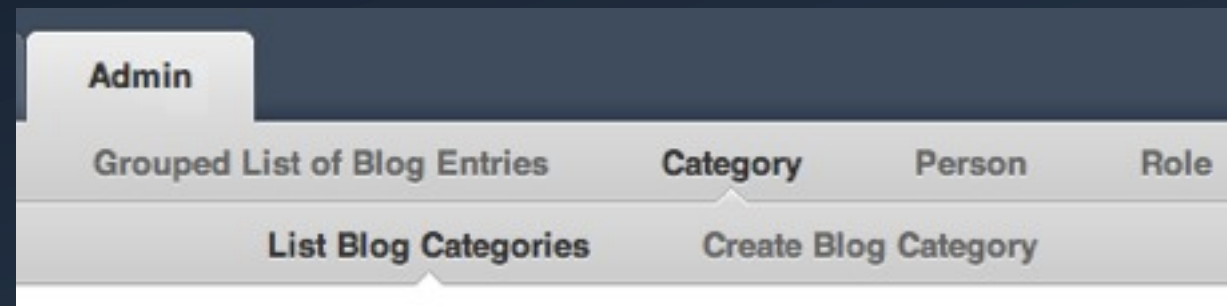 Admin
Grouped List of Blog Entries Category Person Role
List Blog Categories Create Blog Category